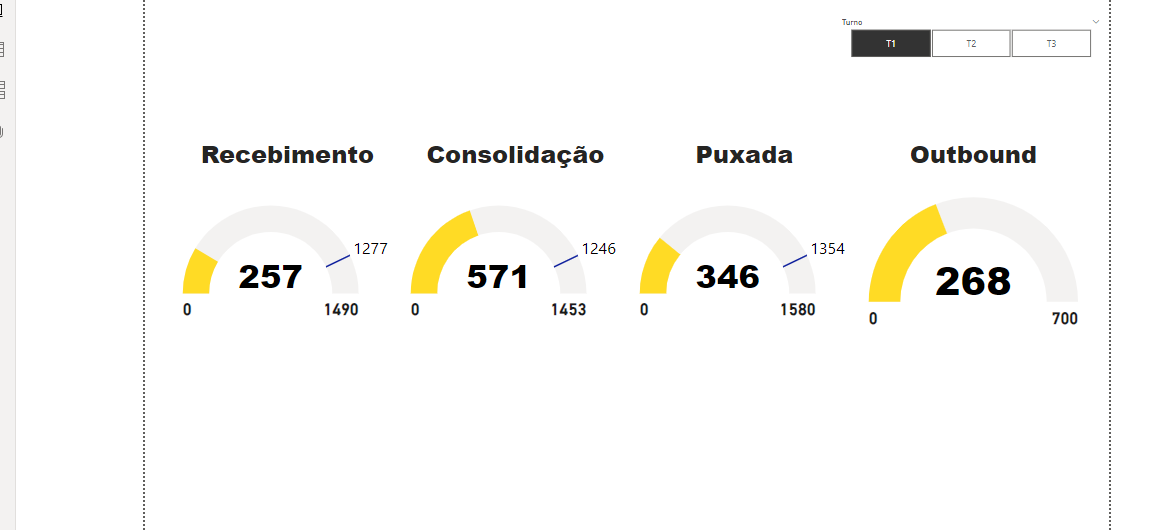 Turno
T1 T2 T3
Recebimento Consolidação Puxada Outbound
1277 1246 1354
257 571 346 268
0 1490 0 1453 0 1580 0 700